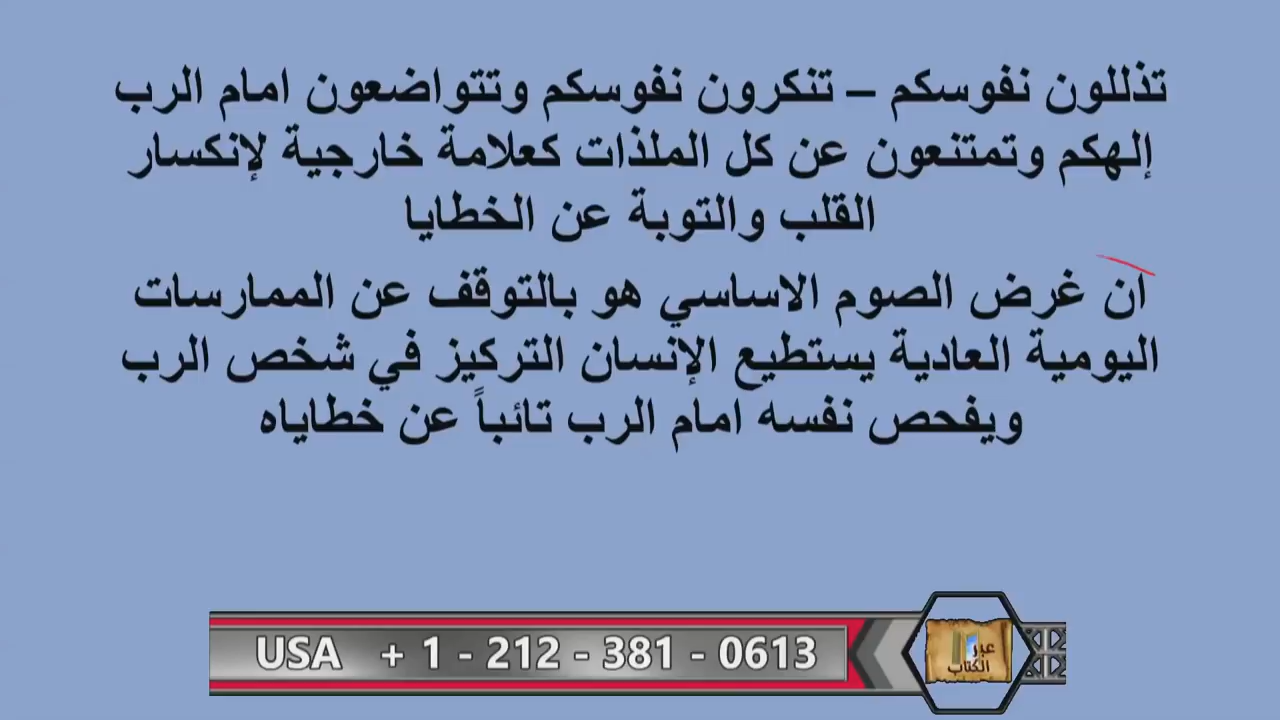 تذللون نفوسكم – تنكرون نفوسكم وتتواضعون امام الرب
إلهكم وتمتنعون عن كل الملذات كعلامة خارجية لإنكسار
القلب والتوبة عن الخطايا
ان غرض الصوم الاساسي هو بالتوقف عن الممارسات
اليومية العادية يستطيع الإنسان التركيز في شخص الرب
ويفحص نفسه امام الرب تائباً عن خطاياه
USA + 1 - 212 - 381 - 0613
عبر
الكتاب